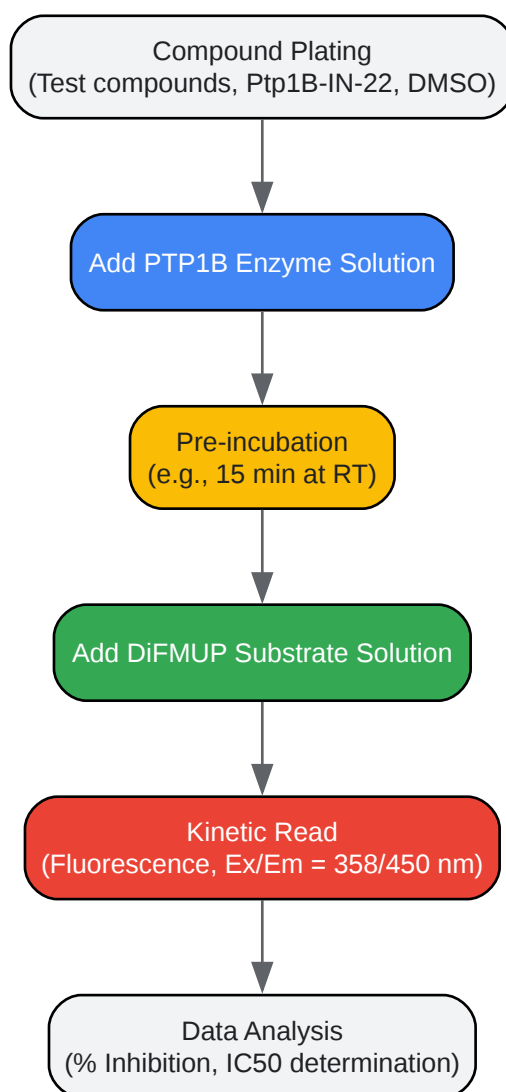 Compound Plating
(Test compounds, Ptp1B-IN-22, DMSO)
Add PTP1B Enzyme Solution
Pre-incubation
(e.g., 15 min at RT)
Add DiFMUP Substrate Solution
Kinetic Read
(Fluorescence, Ex/Em = 358/450 nm)
Data Analysis
(% Inhibition, IC50 determination)